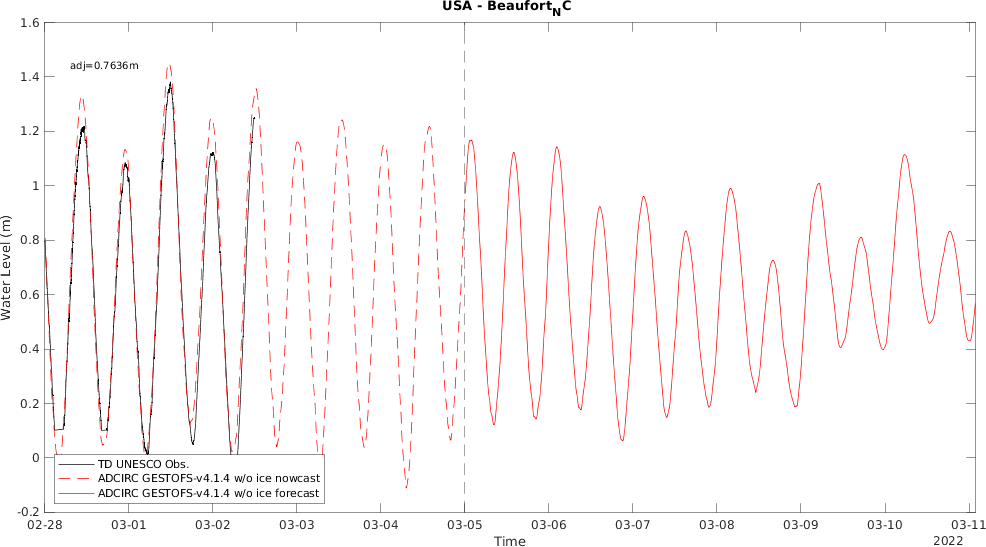 USA - Beaufort_NC
1.6
1.4
1.2
1
0.8
0.6
0.4
0.2
0
-0.2
Water Level (m)
adj=0.7636m
TD UNESCO Obs.
ADCIRC GESTOFS-v4.1.4 w/o ice nowcast
ADCIRC GESTOFS-v4.1.4 w/o ice forecast
02-28 03-01 03-02 03-03 03-04 03-05 03-06 03-07 03-08 03-09 03-10 03-11
Time
2022